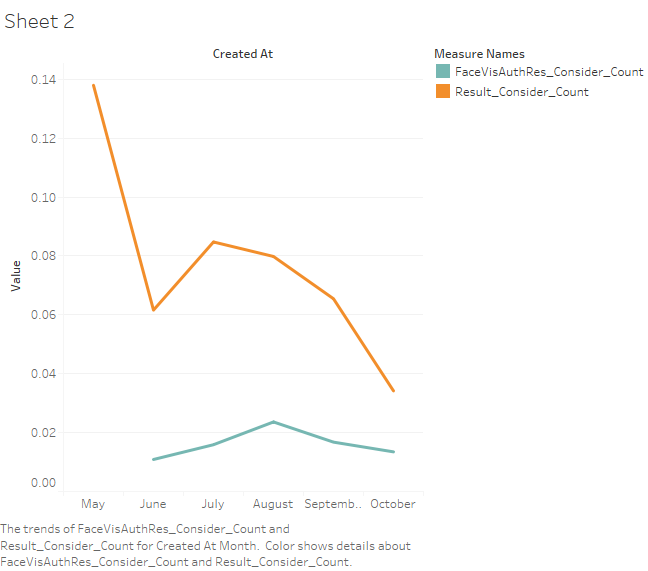 Sheet 2
Created At
Measure Names
FaceVisAuthRes_Consider_Count
Result_Consider_Count
Value
0.14
0.12
0.10
0.08
0.06
0.04
0.02
0.00
May June July August Septemb.. October
The trends of FaceVisAuthRes_Consider_Count and
Result_Consider_Count for Created At Month. Color shows details about
FaceVisAuthRes_Consider_Count and Result_Consider_Count.